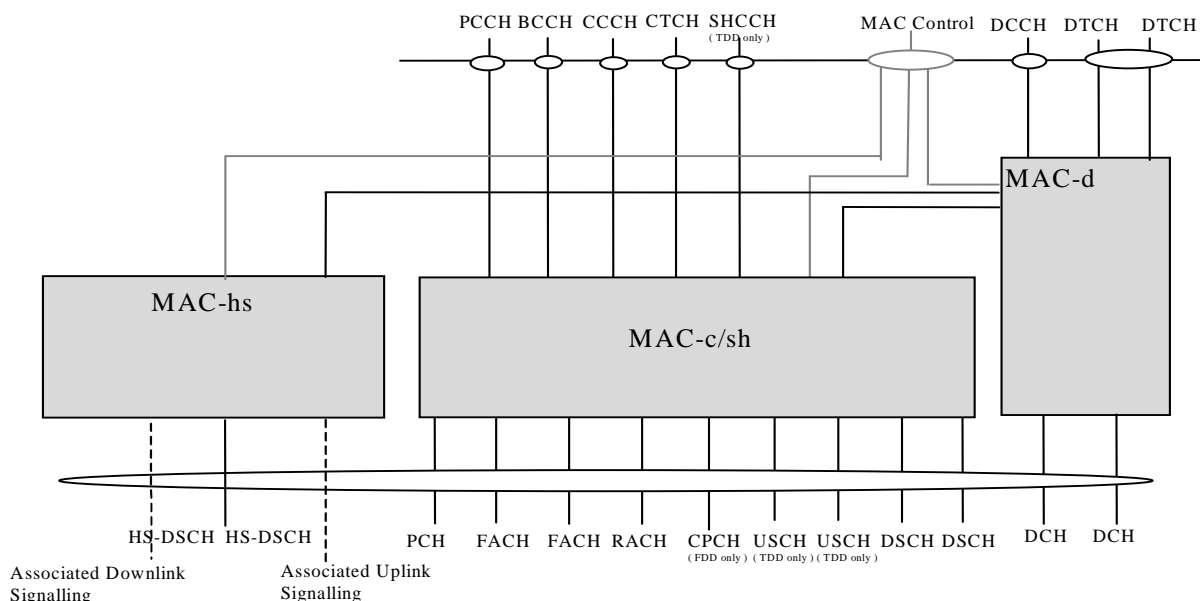 PCCH BCCH CCCH CTCH SHCCH MAC Control DCCH DTCH DTCH
( TDD only )
MAC-d
MAC-hs
MAC-c/sh
HS-DSCH HS-DSCH PCH FACH FACH RACH CPCH USCH USCH DSCH DSCH DCH DCH
( FDD only ) ( TDD only ) ( TDD only )
Associated Downlink
Signalling
Associated Uplink
Signalling